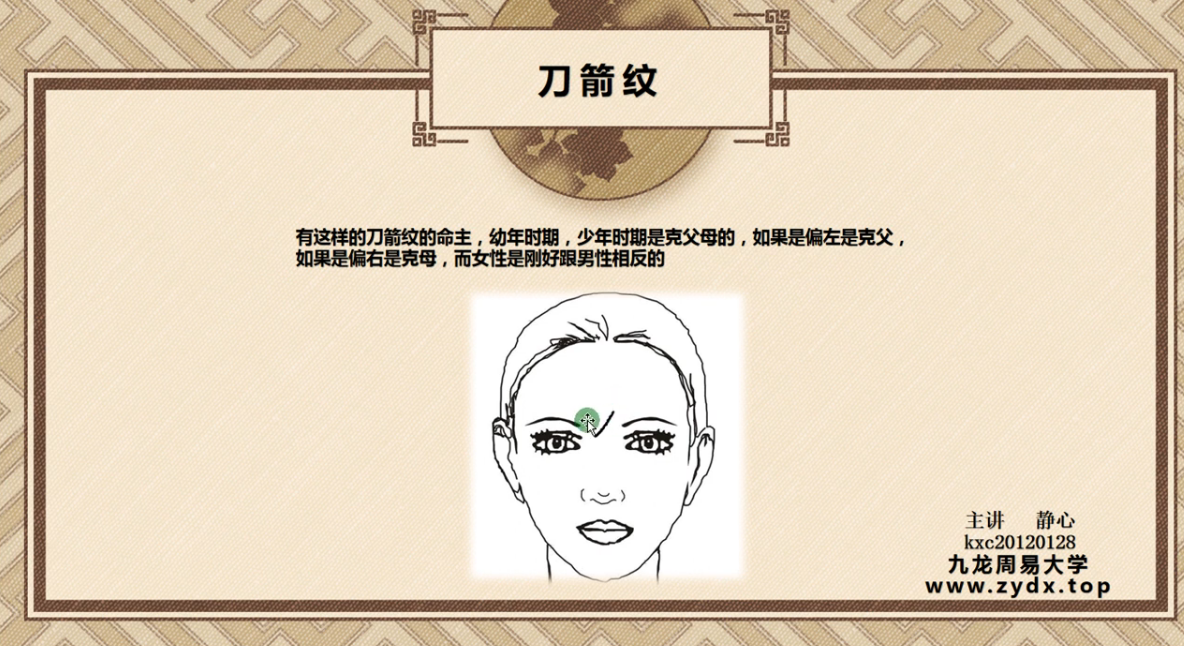 刀箭纹
有这样的刀箭纹的命主，幼年时期，少年时期是克父母的，如果是偏左是克父，
如果是偏右是克母，而女性是刚好跟男性相反的
主讲 静心
kxc20120128
九龙周易大学
www.zydx.top